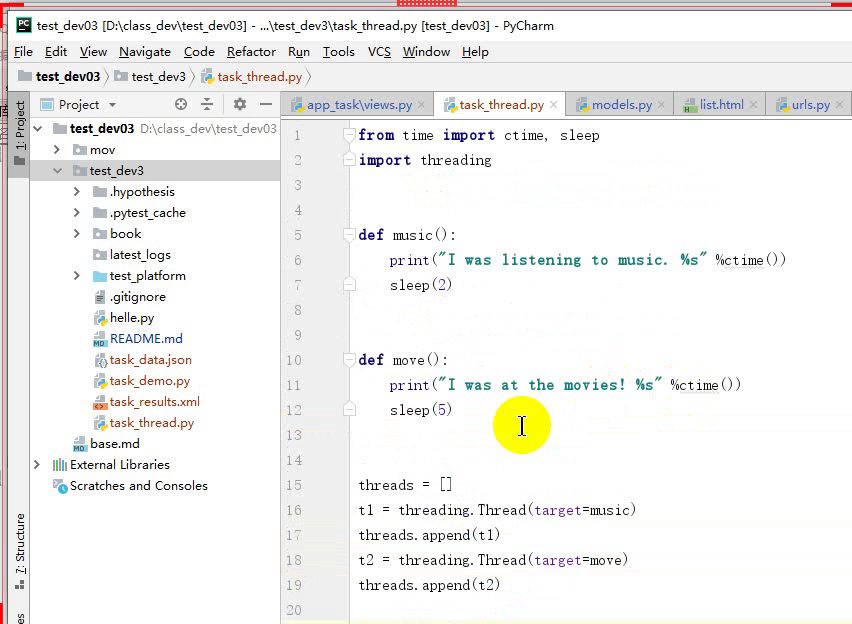 test_dev03 [D:\class_dev\test_dev03] - ...\test_dev3\task_thread.py [test_dev03] - PyCharm
File Edit View Navigate Code Refactor Run Tools VCS Window Help
test_dev03 test_dev3 task_thread.py
Project
app_task\views.py task_thread.py models.py list.html urls.py
1: Project
7: Structure
test_dev03 D:\class_dev\test_dev03
mov
test_dev3
.hypothesis
.pytest_cache
book
latest_logs
test_platform
.gitignore
helle.py
README.md
task_data.json
task_demo.py
task_results.xml
task_thread.py
base.md
External Libraries
Scratches and Consoles
1 from time import ctime, sleep
2 import threading
3
4
5 def music():
6 print("I was listening to music. %s" %ctime())
7 sleep(2)
8
9
10 def move():
11 print("I was at the movies! %s" %ctime())
12 sleep(5)
13
14
15 threads = []
16 t1 = threading.Thread(target=music)
17 threads.append(t1)
18 t2 = threading.Thread(target=move)
19 threads.append(t2)
20